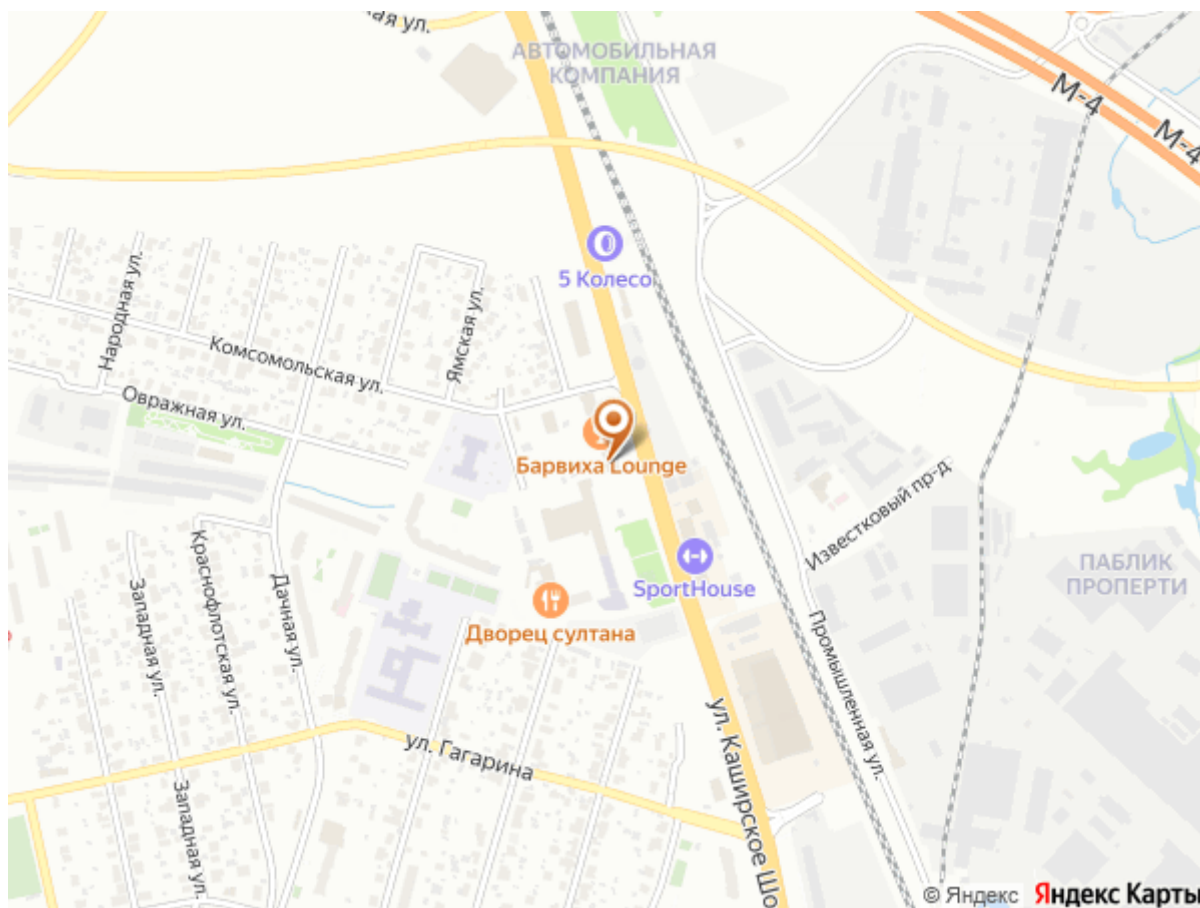 ая ул.
АВТОМОБИЛЬНАЯ
КОМПАНИЯ
М-4
М-4
Народная ул.
5 Колесо
Ямская ул.
Комсомольская ул.
Овражная ул.
Барвиха Lounge
Известковый пр-д
ПАБЛИК
ПРОПЕРТИ
SportHouse
Западная ул.
Краснофлотская ул.
Дачная ул.
Дворец султана
Промышленная ул.
ул. Гагарина
ул. Каширское Шо
Западная ул.
© Яндекс Яндекс Карты